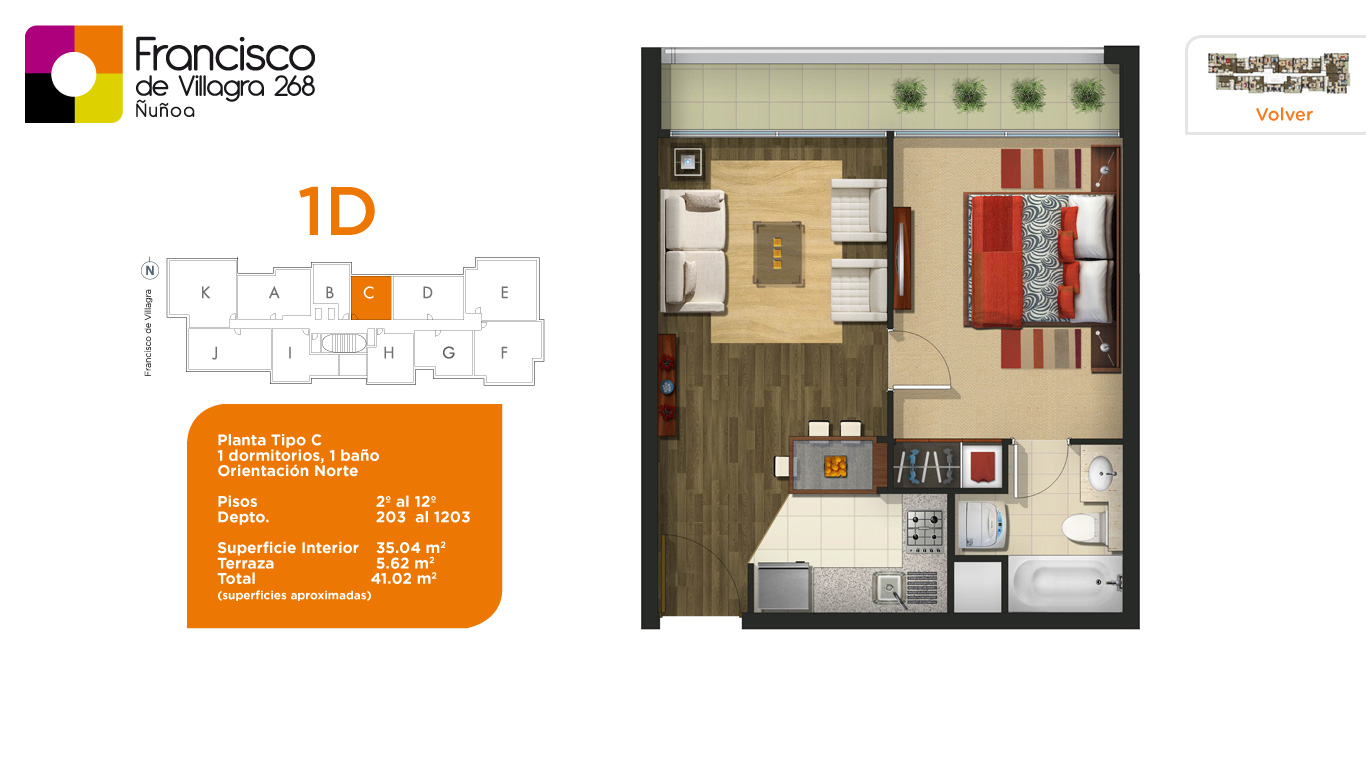 Francisco
de Villagra 268
Ñuñoa
Volver
1D
N
Francisco de Villagra
K A B C D E
J I H G F
Planta Tipo C
1 dormitorios, 1 baño
Orientación Norte
Pisos 2º al 12º
Depto. 203 al 1203
Superficie Interior 35.04 m²
Terraza 5.62 m²
Total 41.02 m²
(superficies aproximadas)